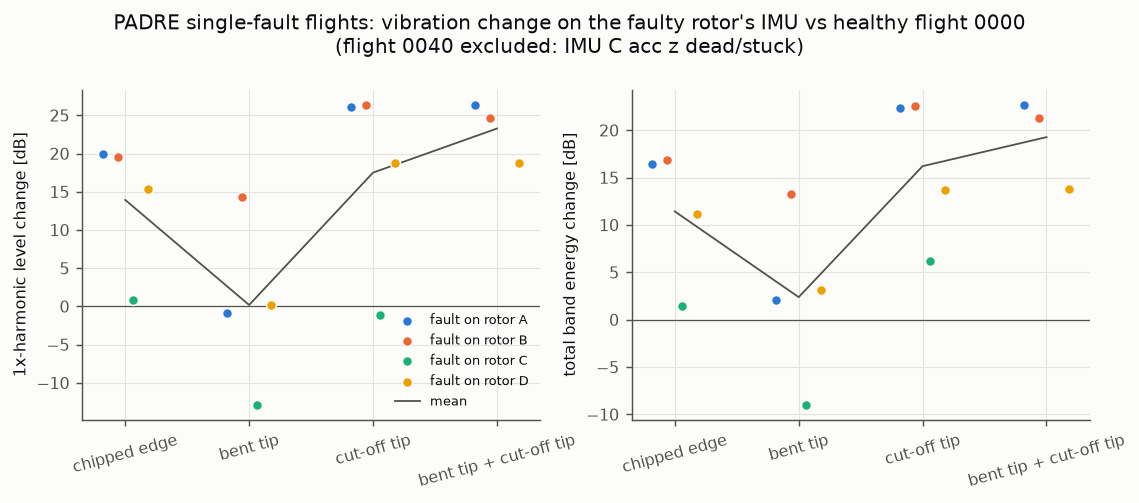 PADRE single-fault flights: vibration change on the faulty rotor's IMU vs healthy flight 0000
(flight 0040 excluded: IMU C acc z dead/stuck)
1x-harmonic level change [dB]
25
20
15
10
5
0
−5
−10
fault on rotor A
fault on rotor B
fault on rotor C
fault on rotor D
mean
chipped edge
bent tip
cut-off tip
bent tip + cut-off tip
total band energy change [dB]
20
15
10
5
0
−5
−10
chipped edge
bent tip
cut-off tip
bent tip + cut-off tip